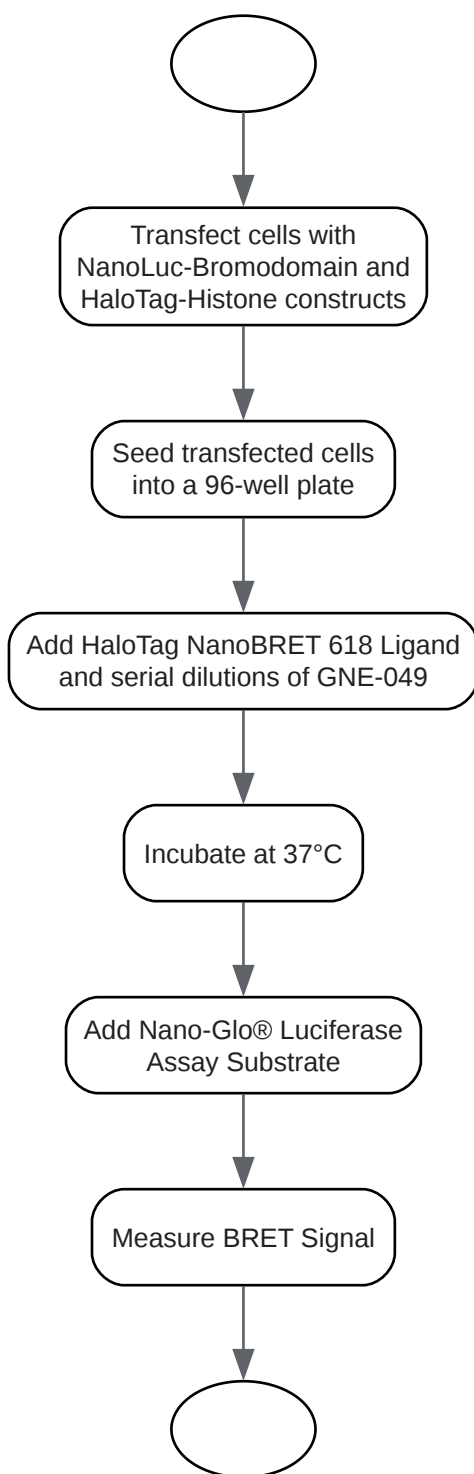 Transfect cells with
NanoLuc-Bromodomain and
HaloTag-Histone constructs
Seed transfected cells
into a 96-well plate
Add HaloTag NanoBRET 618 Ligand
and serial dilutions of GNE-049
Incubate at 37°C
Add Nano-Glo® Luciferase
Assay Substrate
Measure BRET Signal